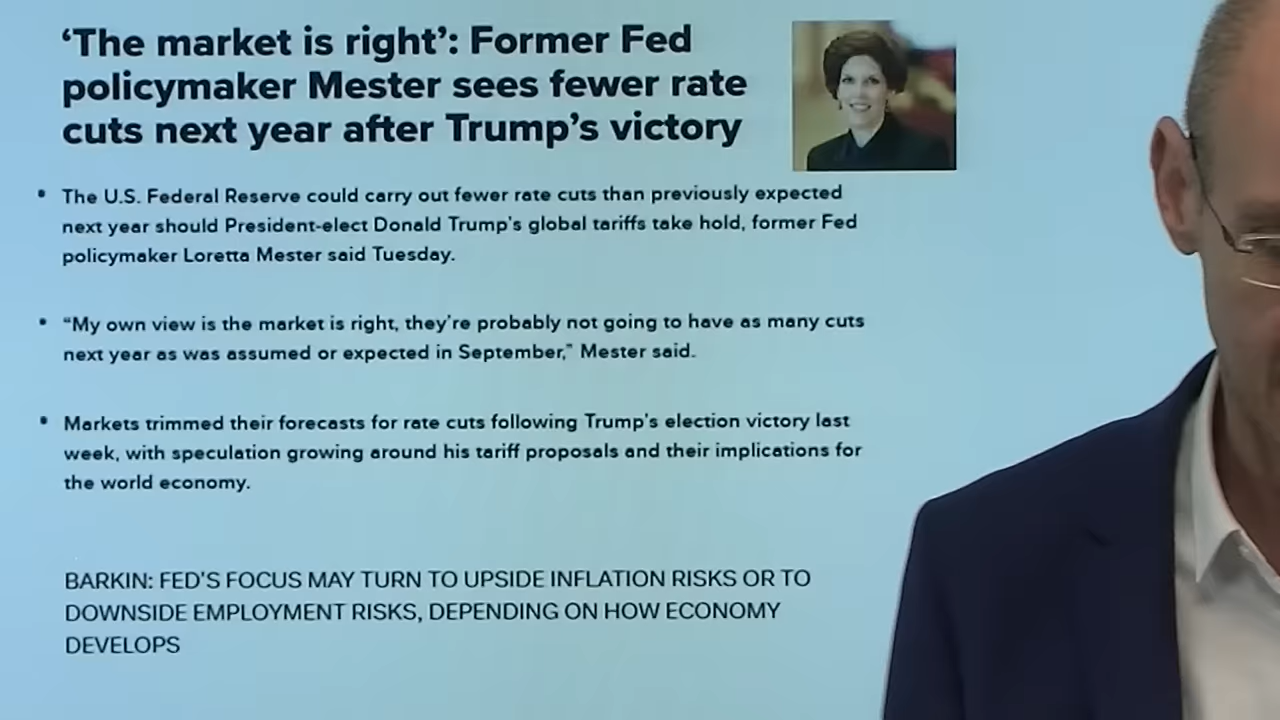 ‘The market is right’: Former Fed
policymaker Mester sees fewer rate
cuts next year after Trump’s victory
• The U.S. Federal Reserve could carry out fewer rate cuts than previously expected
next year should President-elect Donald Trump’s global tariffs take hold, former Fed
policymaker Loretta Mester said Tuesday.
• “My own view is the market is right, they’re probably not going to have as many cuts
next year as was assumed or expected in September,” Mester said.
• Markets trimmed their forecasts for rate cuts following Trump’s election victory last
week, with speculation growing around his tariff proposals and their implications for
the world economy.
BARKIN: FED’S FOCUS MAY TURN TO UPSIDE INFLATION RISKS OR TO
DOWNSIDE EMPLOYMENT RISKS, DEPENDING ON HOW ECONOMY
DEVELOPS